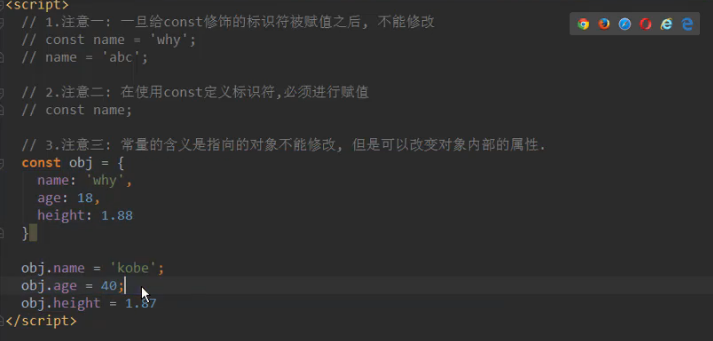 <script>
// 1.注意一: 一旦给const修饰的标识符被赋值之后, 不能修改
// const name = 'why';
// name = 'abc';
// 2.注意二: 在使用const定义标识符,必须进行赋值
// const name;
// 3.注意三: 常量的含义是指向的对象不能修改, 但是可以改变对象内部的属性.
const obj = {
name: 'why',
age: 18,
height: 1.88
}
obj.name = 'kobe';
obj.age = 40;
obj.height = 1.87
</script>